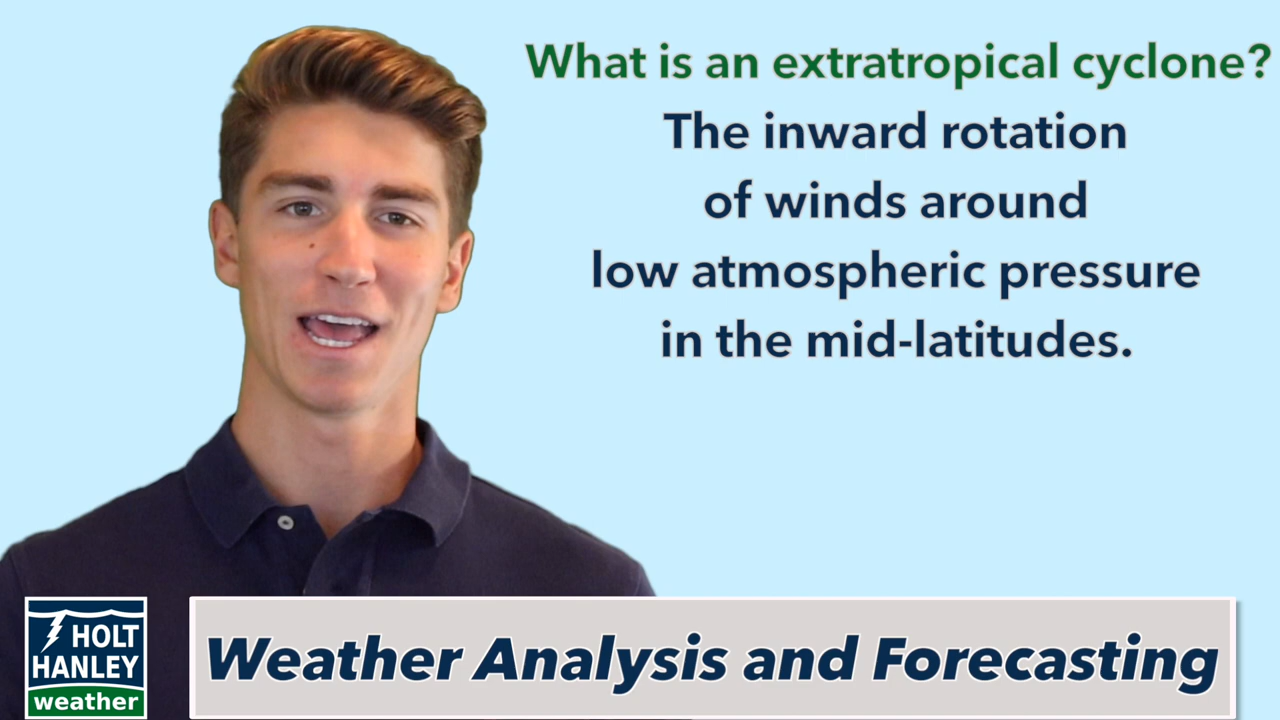 What is an extratropical cyclone?
The inward rotation
of winds around
low atmospheric pressure
in the mid-latitudes.
HOLT
HANLEY
weather
Weather Analysis and Forecasting